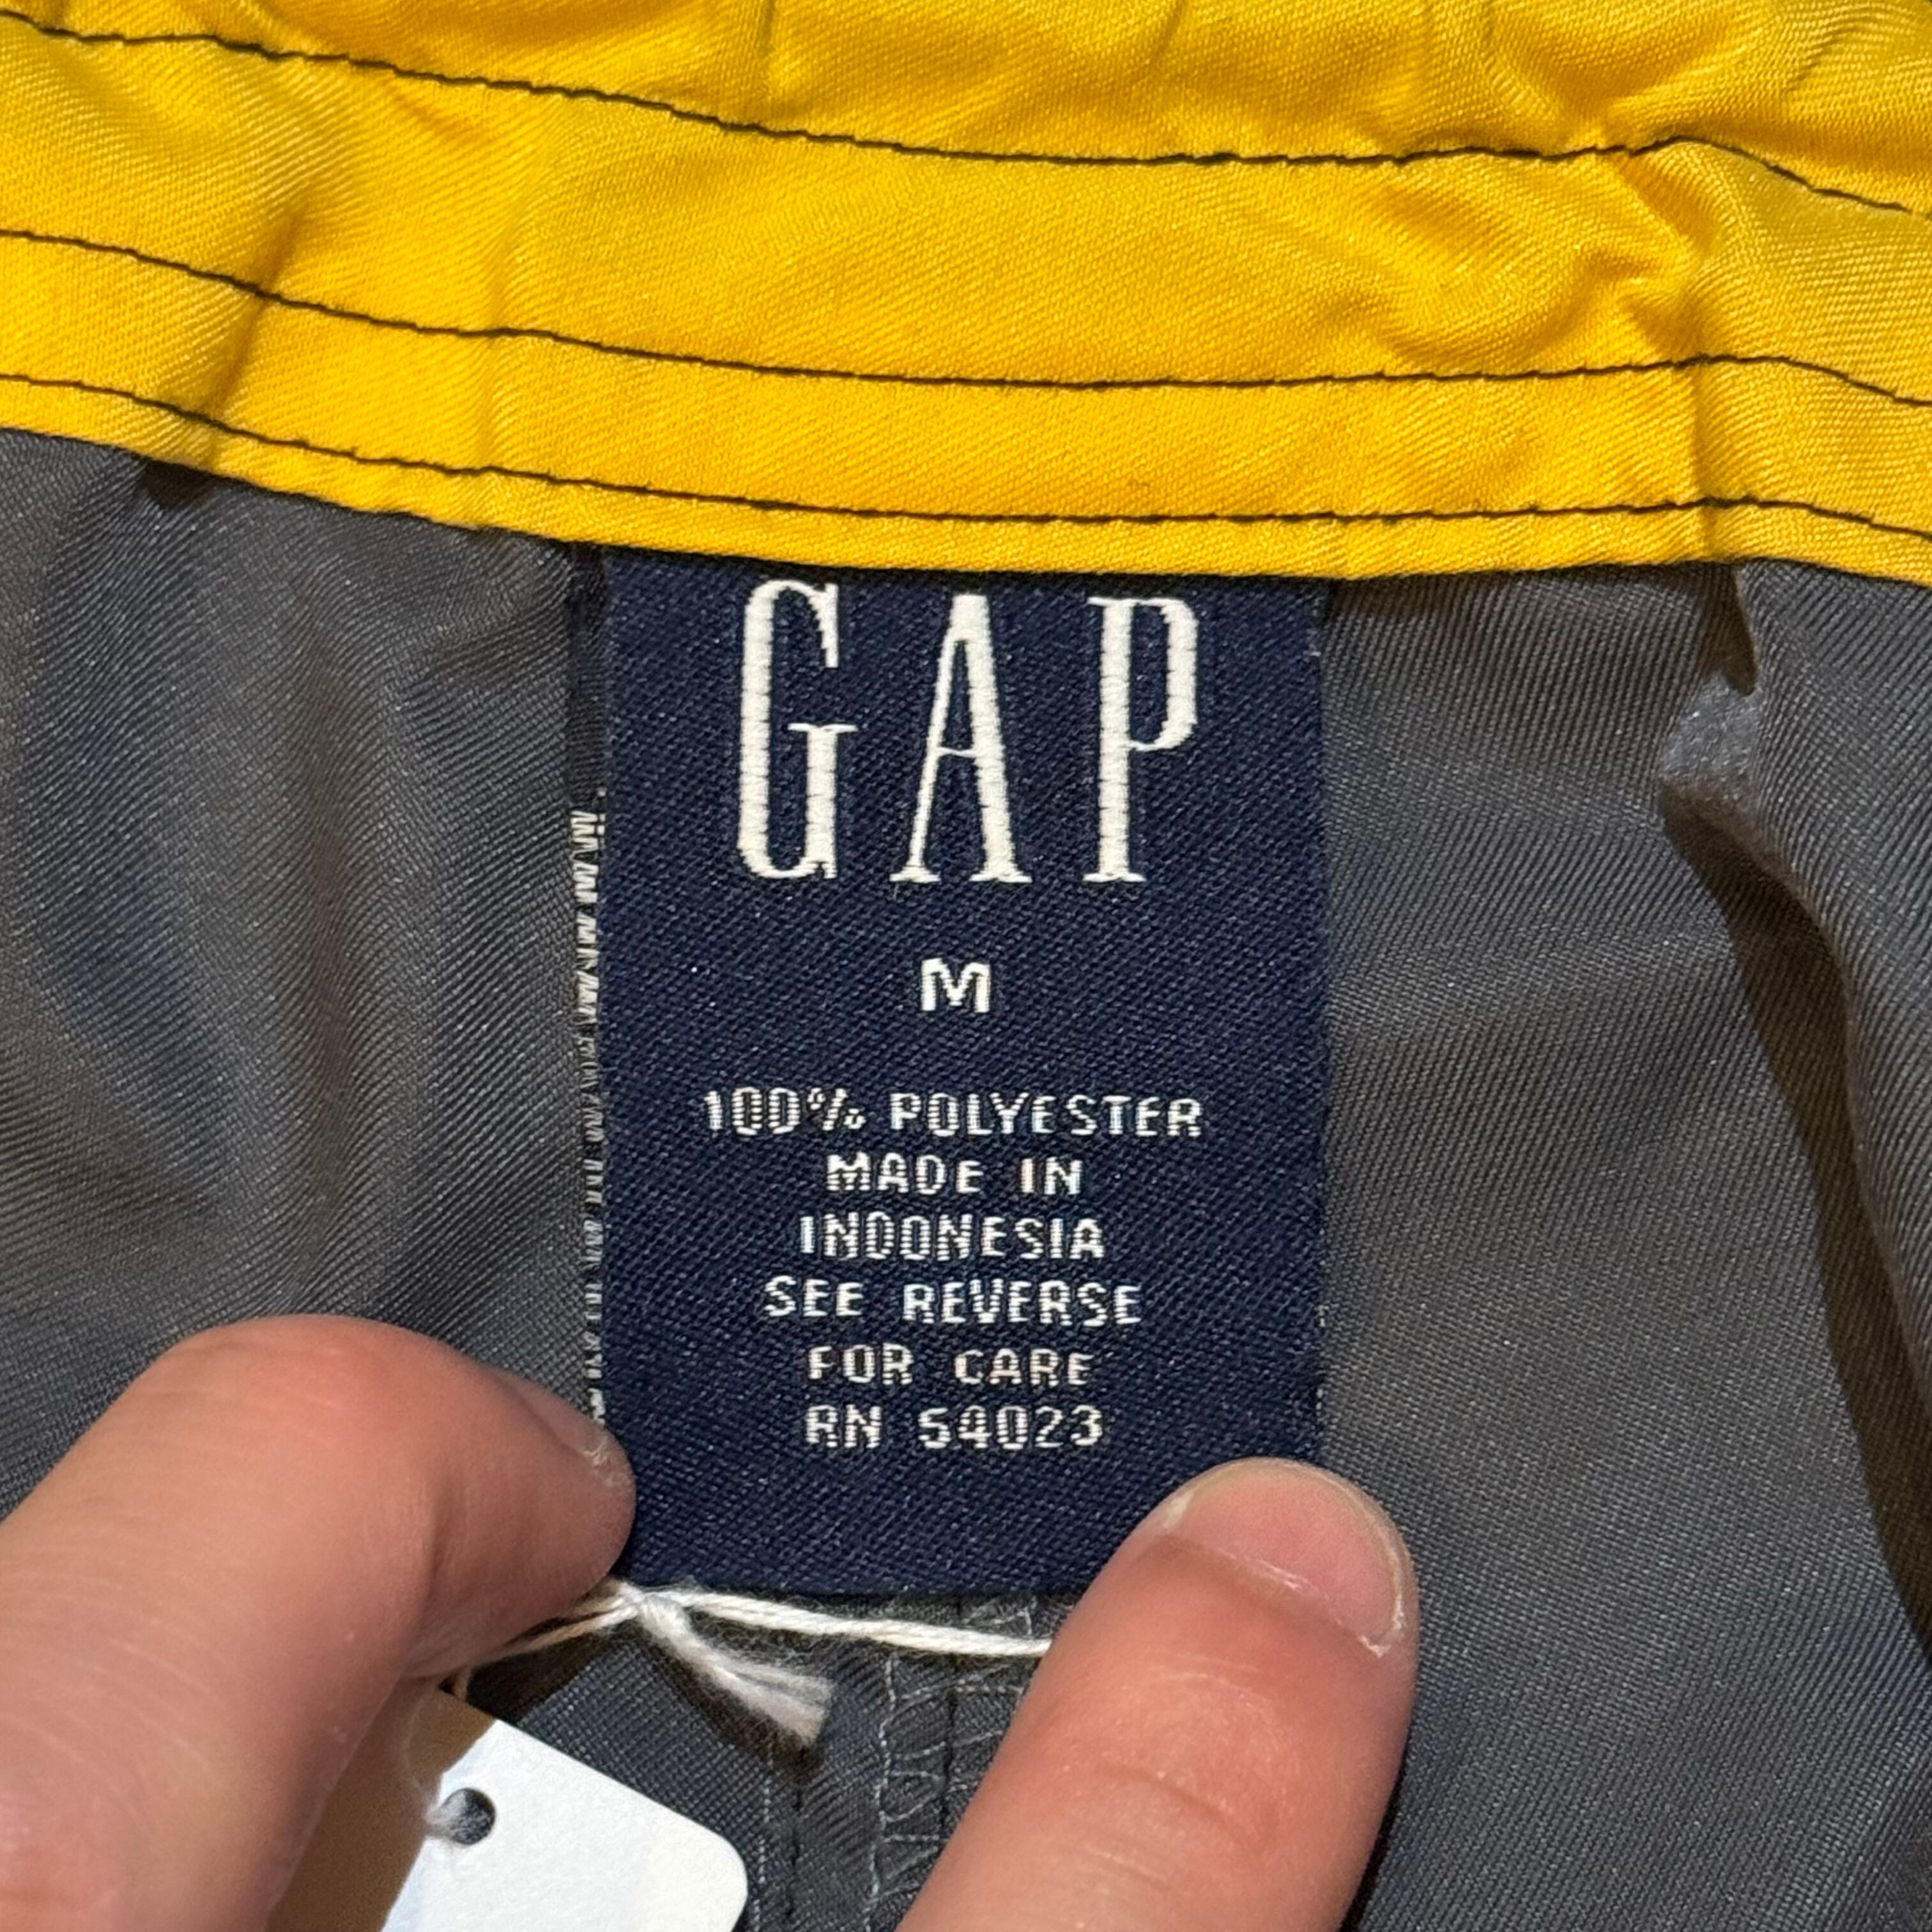 GAP
M
100% POLYESTER
MADE IN
INDONESIA
SEE REVERSE
FOR CARE
RN 54023